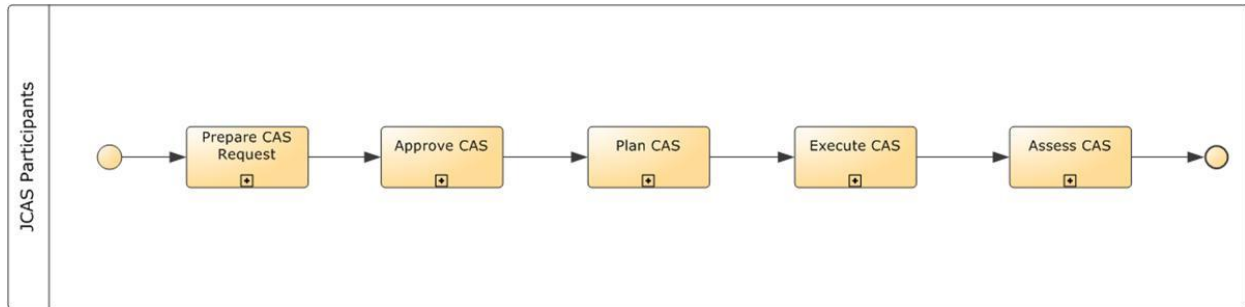 JCAS Participants
Prepare CAS
Request
Approve CAS
Plan CAS
Execute CAS
Assess CAS